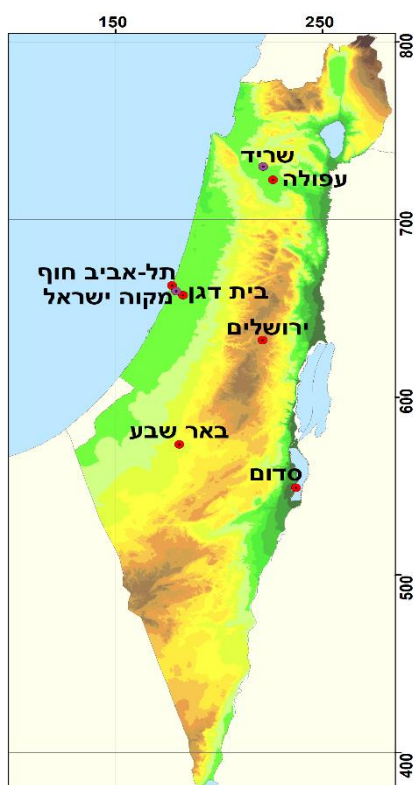 150 250
800
שריד
עפולה
700
תל-אביב חוף
מקוה ישראל בית דגן
ירושלים
600
באר שבע
סדום
500
400